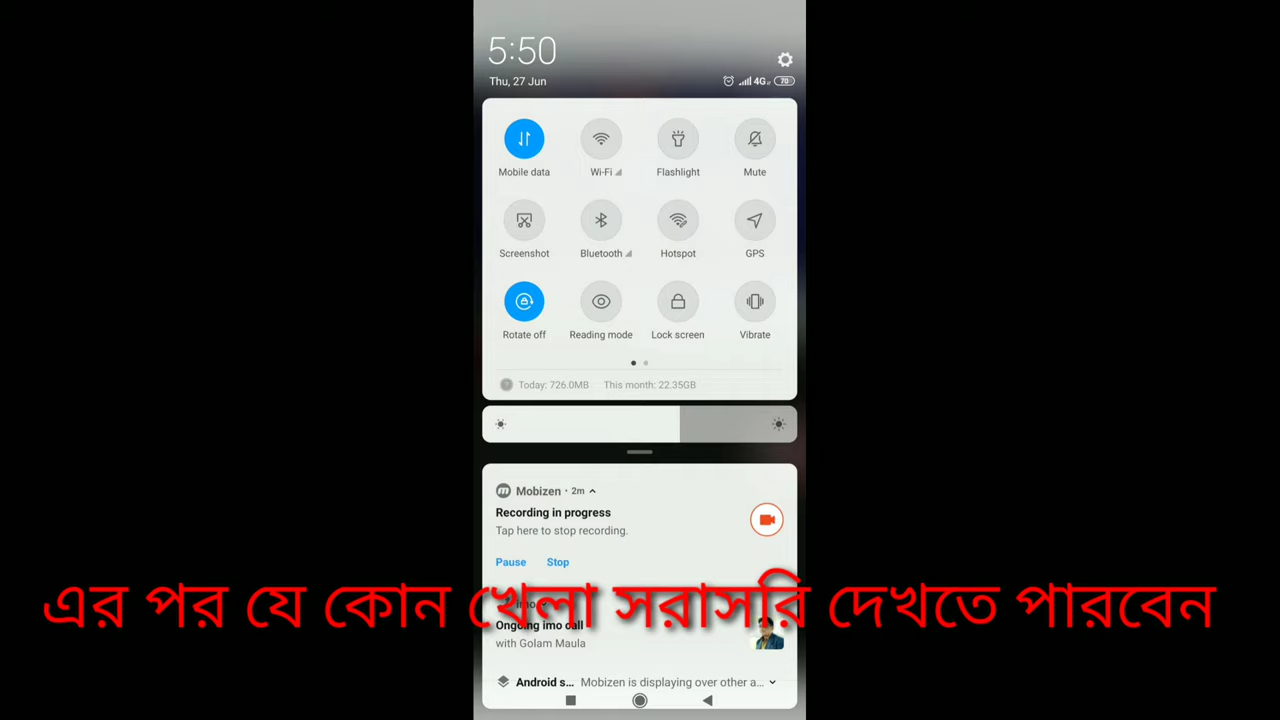 5:50
Thu, 27 Jun
4G
70
Mobile data
Wi-Fi
Flashlight
Mute
Screenshot
Bluetooth
Hotspot
GPS
Rotate off
Reading mode
Lock screen
Vibrate
Today: 726.0MB This month: 22.35GB
Mobizen • 2m
Recording in progress
Tap here to stop recording.
Pause Stop
এর পর যে কোন খেলা সরাসরি দেখতে পারবেন
imo
Ongoing imo call
with Golam Maula
Android s... Mobizen is displaying over other a...